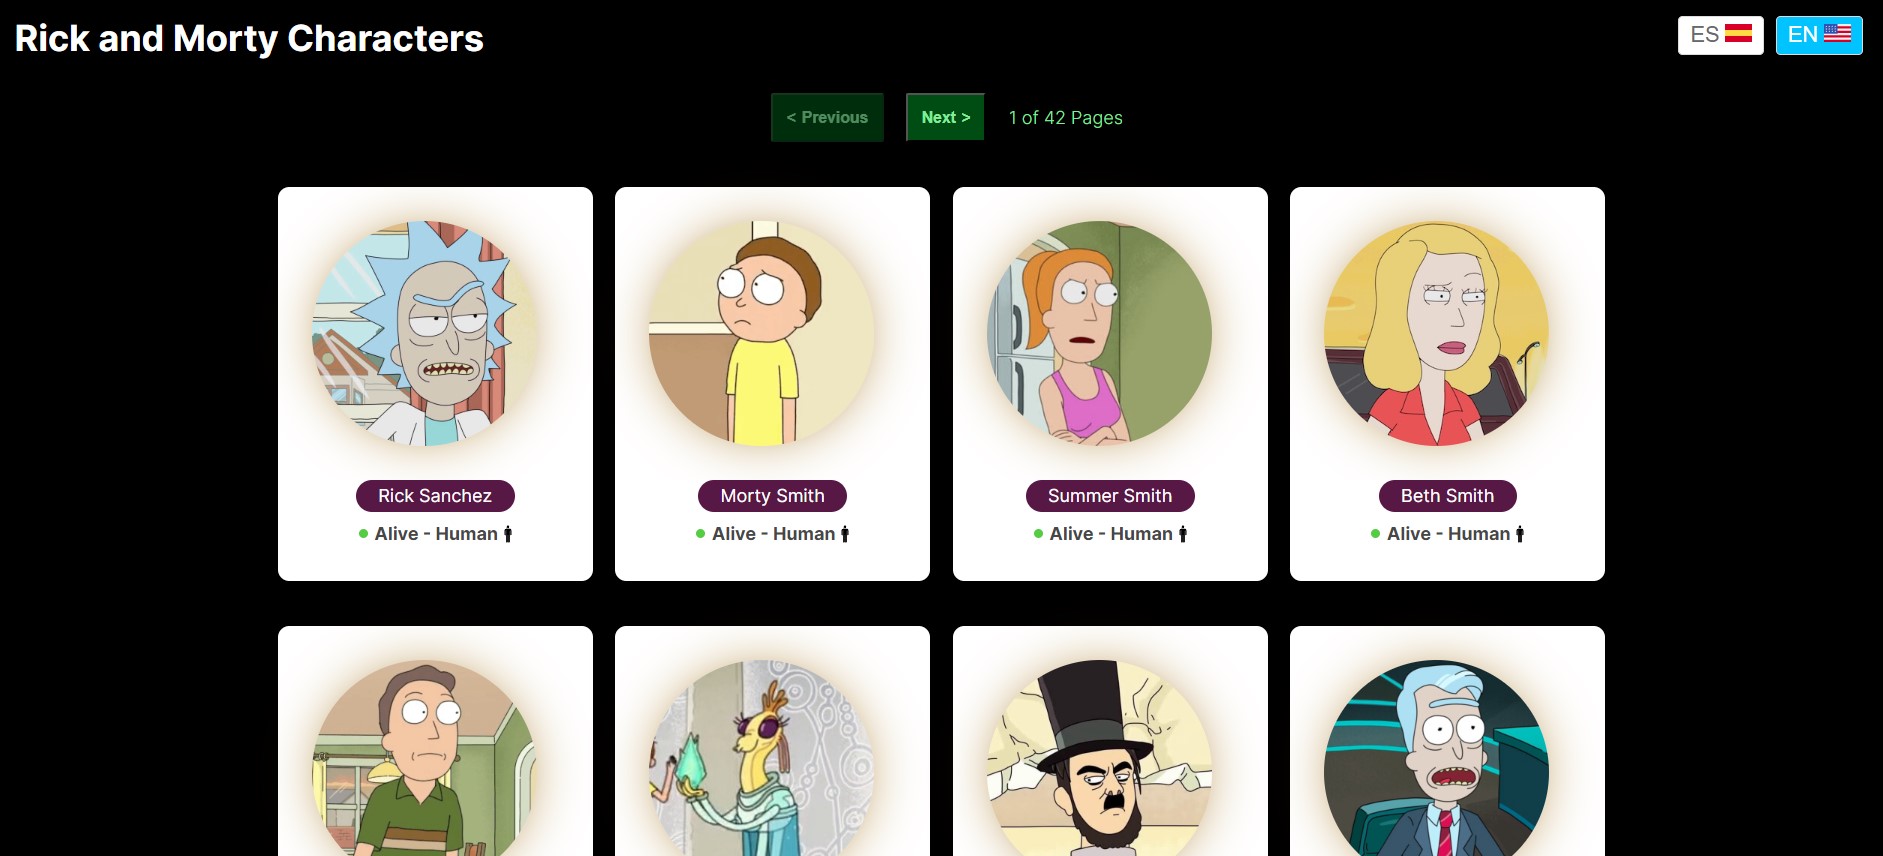 Rick and Morty Characters
ES
EN
< Previous
Next >
1 of 42 Pages
Rick Sanchez
Alive - Human
Morty Smith
Alive - Human
Summer Smith
Alive - Human
Beth Smith
Alive - Human